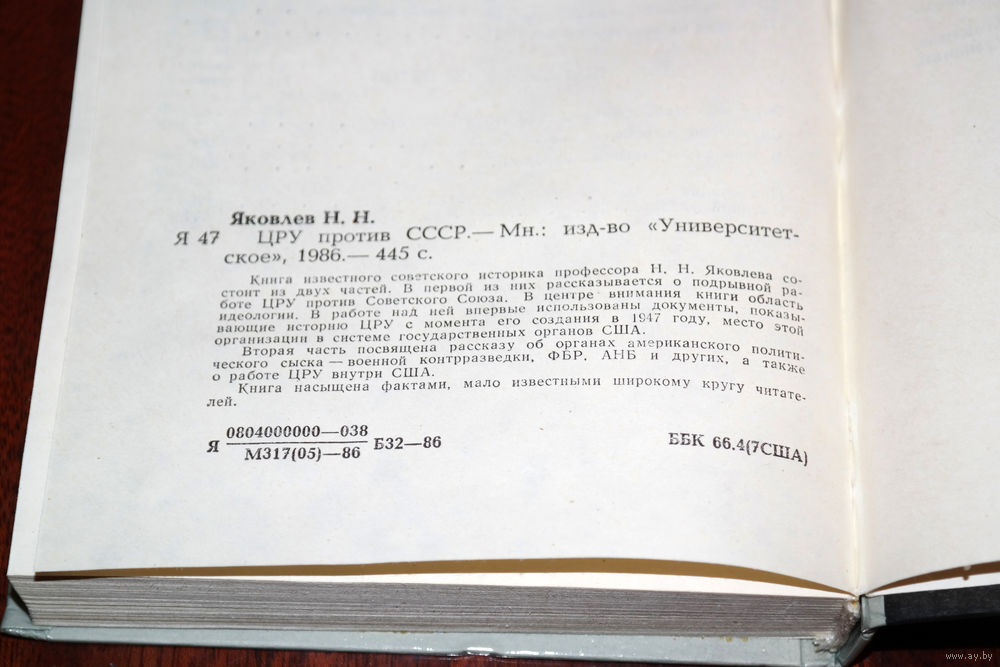 Яковлев Н. Н.
Я 47 ЦРУ против СССР.— Мн.: изд-во «Университет-
ское», 1986.— 445 с.
Книга известного советского историка профессора Н. Н. Яковлева со-
стоит из двух частей. В первой из них рассказывается о подрывной ра-
боте ЦРУ против Советского Союза. В центре внимания книги область
идеологии. В работе над ней впервые использованы документы, показы-
вающие историю ЦРУ с момента его создания в 1947 году, место этой
организации в системе государственных органов США.
Вторая часть посвящена рассказу об органах американского полити-
ческого сыска — военной контрразведки, ФБР, АНБ и других, а также
о работе ЦРУ внутри США.
Книга насыщена фактами, мало известными широкому кругу читате-
лей.
Я 0804000000—038 Б32—86
М317(05)—86
ББК 66.4(7США)
www.ay.by